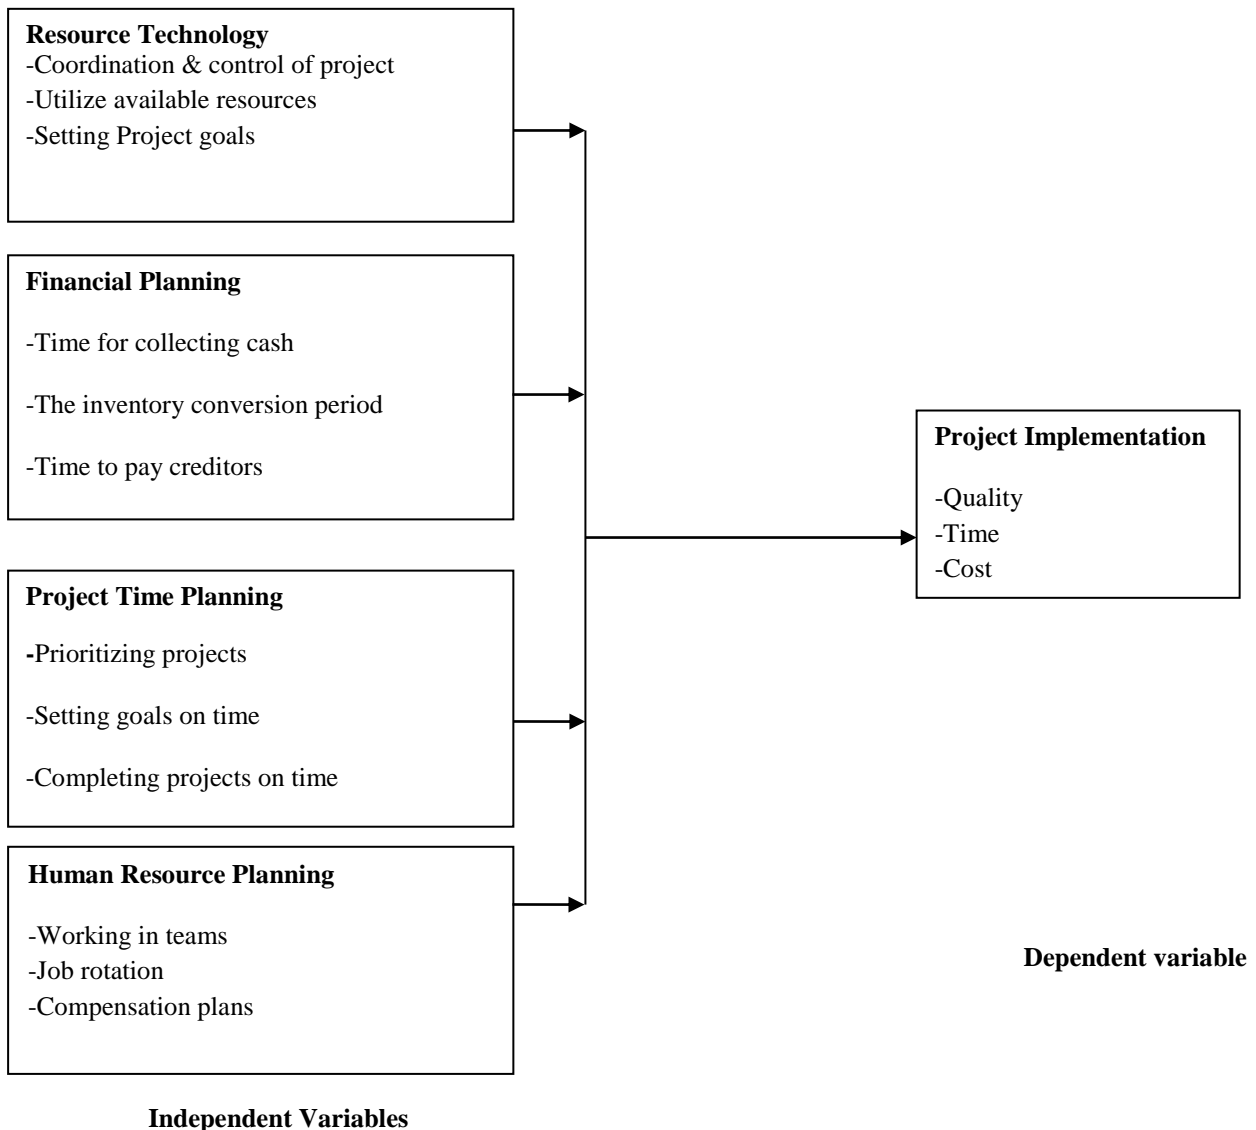 Resource Technology
-Coordination & control of project
-Utilize available resources
-Setting Project goals
Financial Planning
-Time for collecting cash
-The inventory conversion period
-Time to pay creditors
Project Implementation
-Quality
-Time
-Cost
Project Time Planning
-Prioritizing projects
-Setting goals on time
-Completing projects on time
Human Resource Planning
-Working in teams
-Job rotation
-Compensation plans
Dependent variable
Independent Variables